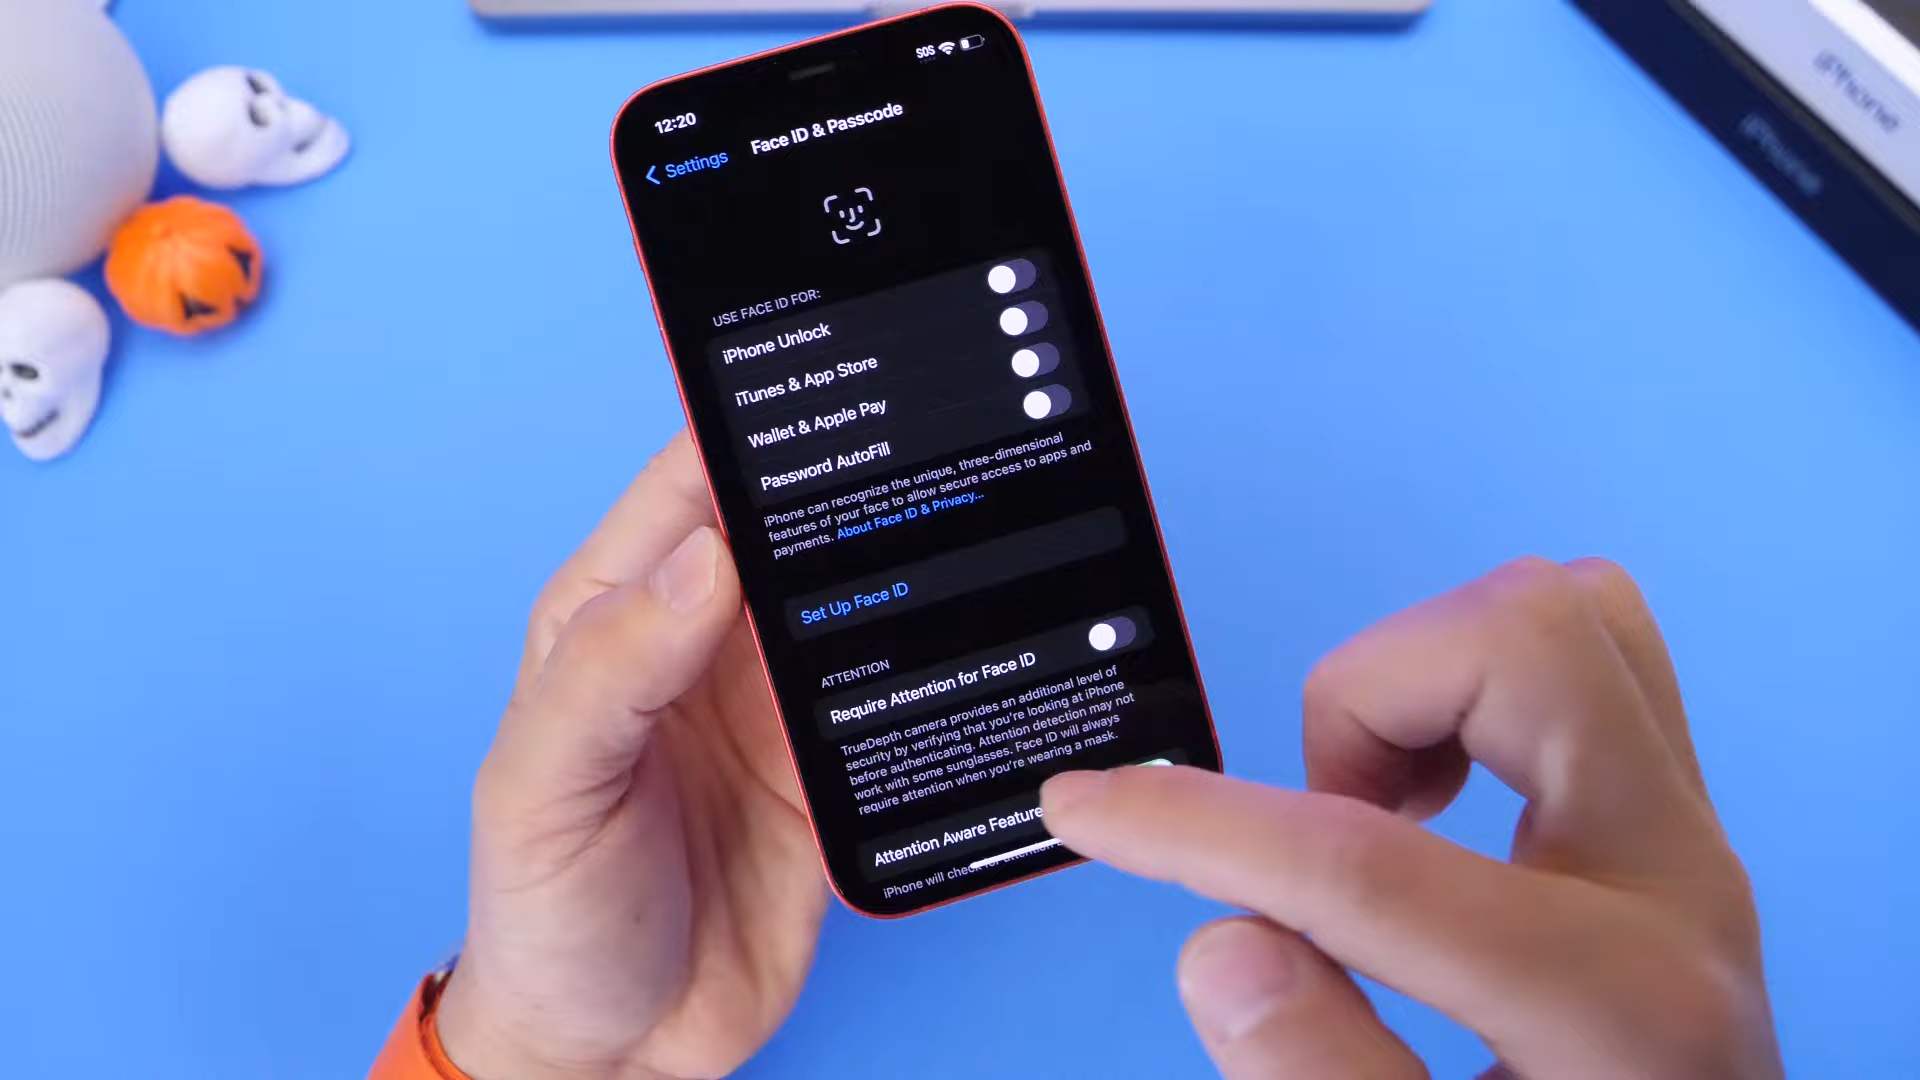 SOS
12:20
Face ID & Passcode
Settings
USE FACE ID FOR:
iPhone Unlock
iTunes & App Store
Wallet & Apple Pay
Password AutoFill
iPhone can recognize the unique, three-dimensional
features of your face to allow secure access to apps and
payments. About Face ID & Privacy...
Set Up Face ID
ATTENTION
Require Attention for Face ID
TrueDepth camera provides an additional level of
security by verifying that you're looking at iPhone
before authenticating. Attention detection may not
work with some sunglasses. Face ID will always
require attention when you're wearing a mask.
Attention Aware Feature
iPhone will check for attention
iPhone
iPhone